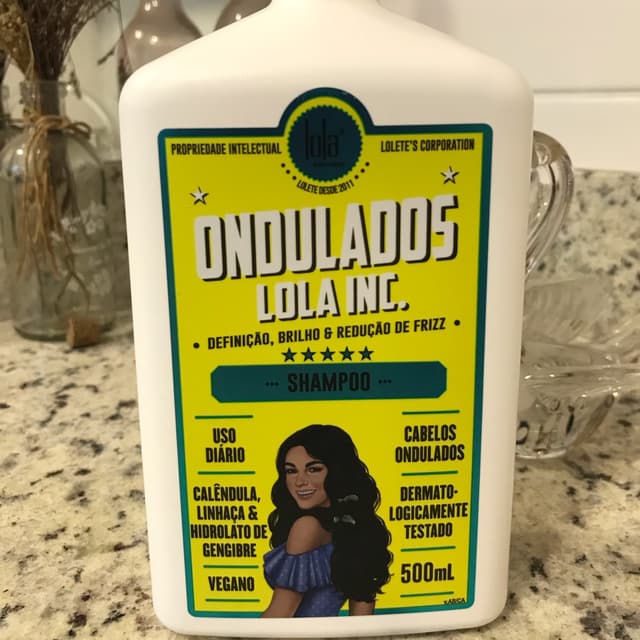 PROPRIEDADE INTELECTUAL
lola
LOLETE'S CORPORATION
LOLETE DESDE 2011
ONDULADOS
LOLA INC.
• DEFINIÇÃO, BRILHO & REDUÇÃO DE FRIZZ •
SHAMPOO
USO
DIÁRIO
CALÊNDULA,
LINHAÇA &
HIDROLATO DE
GENGIBRE
VEGANO
CABELOS
ONDULADOS
DERMATO-
LOGICAMENTE
TESTADO
500mL